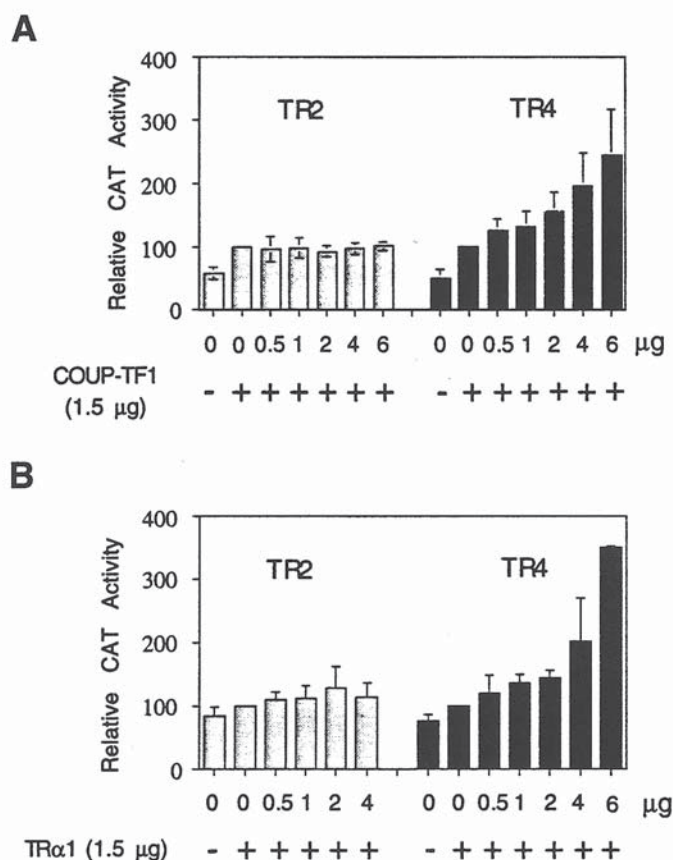 A
Relative CAT Activity
400
300
200
100
0
TR2
TR4
0 0 0.5 1 2 4 6 0 0 0.5 1 2 4 6 µg
COUP-TF1
(1.5 µg)
- + + + + + + - + + + + + +
B
Relative CAT Activity
400
300
200
100
0
TR2
TR4
0 0 0.5 1 2 4 0 0 0.5 1 2 4 6 µg
TRα1 (1.5 µg) - + + + + + - + + + + + +